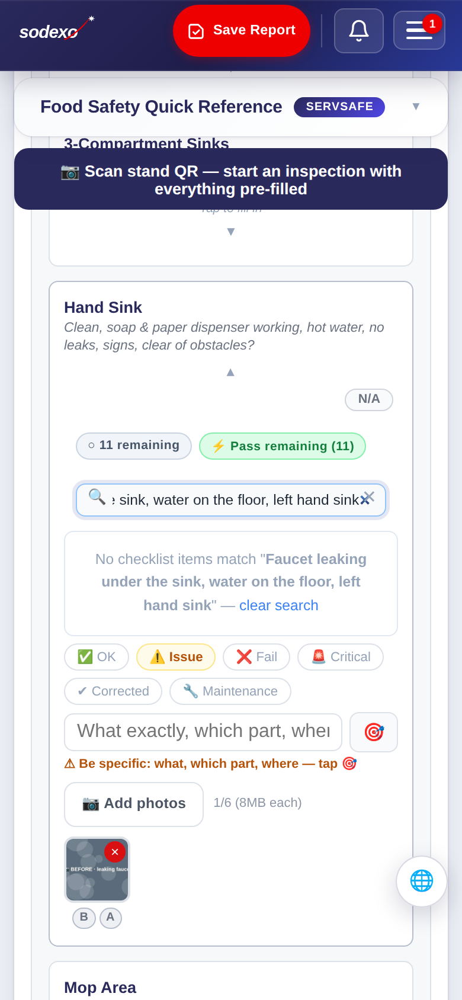 sodexo
Save Report
1
Food Safety Quick Reference
SERVSAFE
▼
3-Compartment Sinks
📷 Scan stand QR — start an inspection with
everything pre-filled
Tap to fill in
▼
Hand Sink
Clean, soap & paper dispenser working, hot water, no
leaks, signs, clear of obstacles?
▲
N/A
○ 11 remaining
⚡ Pass remaining (11)
🔍 sink, water on the floor, left hand sink ✕
No checklist items match "Faucet leaking
under the sink, water on the floor, left
hand sink" — clear search
✅ OK
⚠️ Issue
❌ Fail
🚨 Critical
✔ Corrected
🔧 Maintenance
What exactly, which part, wher
🎯
⚠ Be specific: what, which part, where — tap 🎯
📷 Add photos
1/6 (8MB each)
✕
BEFORE · leaking fauc
B
A
🌐
Mop Area